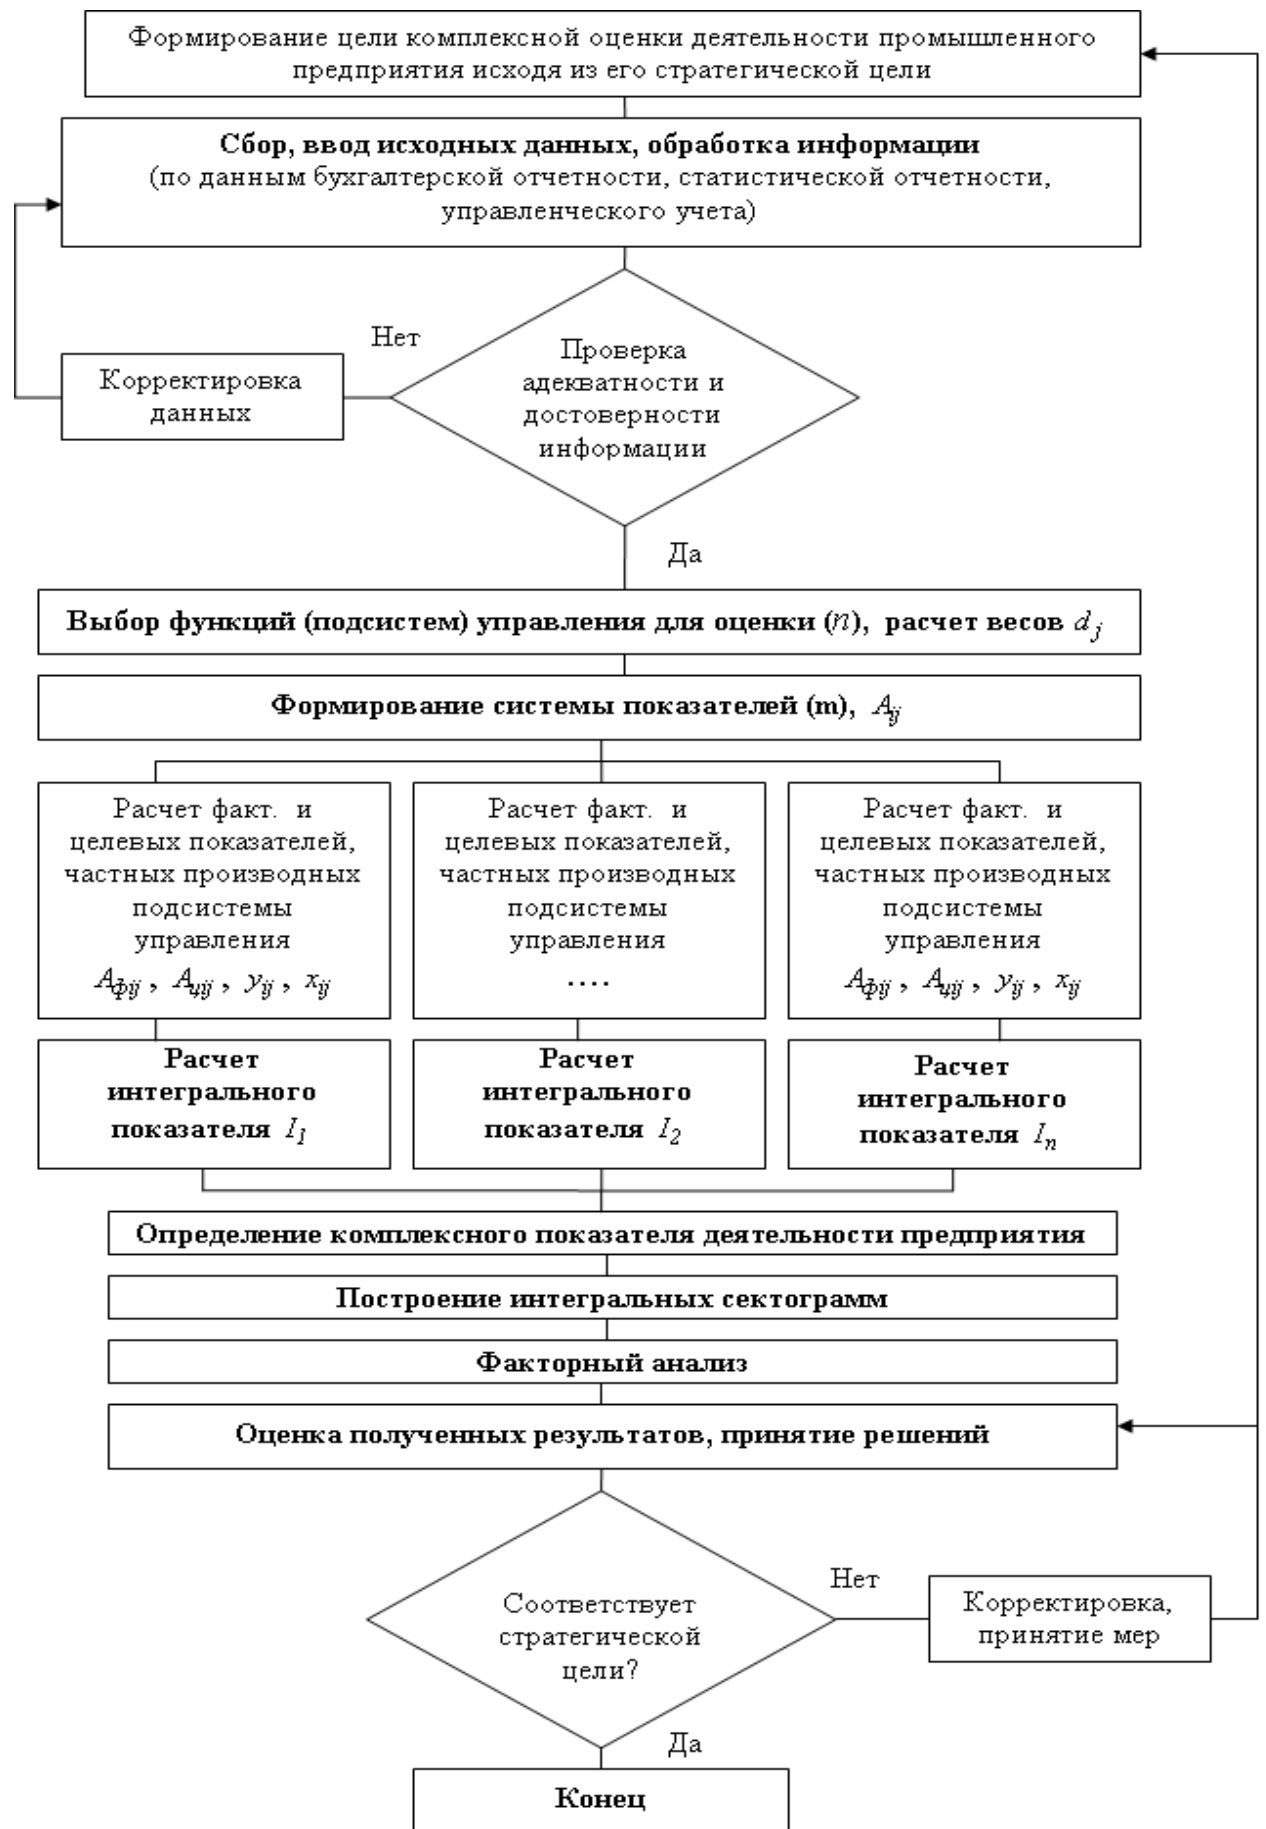 Формирование цели комплексной оценки деятельности промышленного
предприятия исходя из его стратегической цели
Сбор, ввод исходных данных, обработка информации
(по данным бухгалтерской отчетности, статистической отчетности,
управленческого учета)
Нет
Корректировка
данных
Проверка
адекватности и
достоверности
информации
Да
Выбор функций (подсистем) управления для оценки (n), расчет весов d_j
Формирование системы показателей (m), A_ij
Расчет факт. и
целевых показателей,
частных производных
подсистемы
управления
A_фij , A_цij , y_ij , x_ij
Расчет факт. и
целевых показателей,
частных производных
подсистемы
управления
....
Расчет факт. и
целевых показателей,
частных производных
подсистемы
управления
A_фij , A_цij , y_ij , x_ij
Расчет
интегрального
показателя I_1
Расчет
интегрального
показателя I_2
Расчет
интегрального
показателя I_n
Определение комплексного показателя деятельности предприятия
Построение интегральных сектограмм
Факторный анализ
Оценка полученных результатов, принятие решений
Соответствует
стратегической
цели?
Нет
Корректировка,
принятие мер
Да
Конец